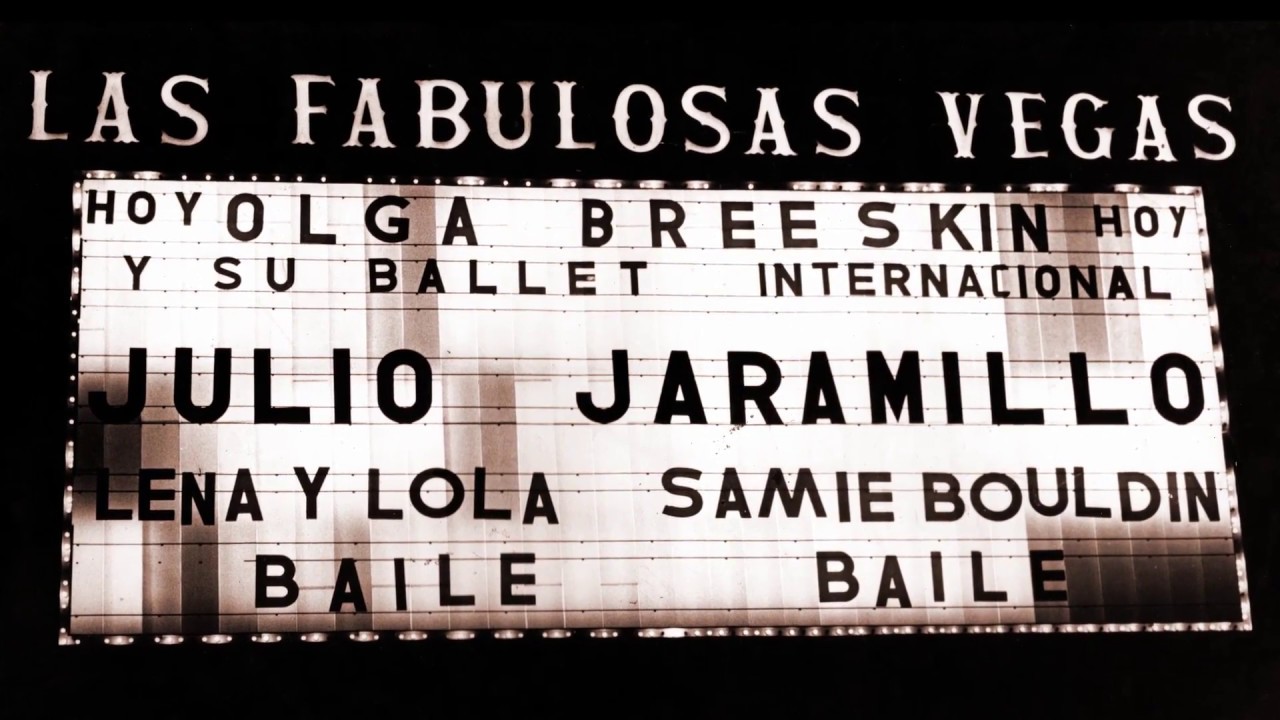 LAS FABULOSAS VEGAS
HOY OLGA BREESKIN HOY
Y SU BALLET INTERNACIONAL
JULIO JARAMILLO
LENA Y LOLA SAMIE BOULDIN
BAILE BAILE